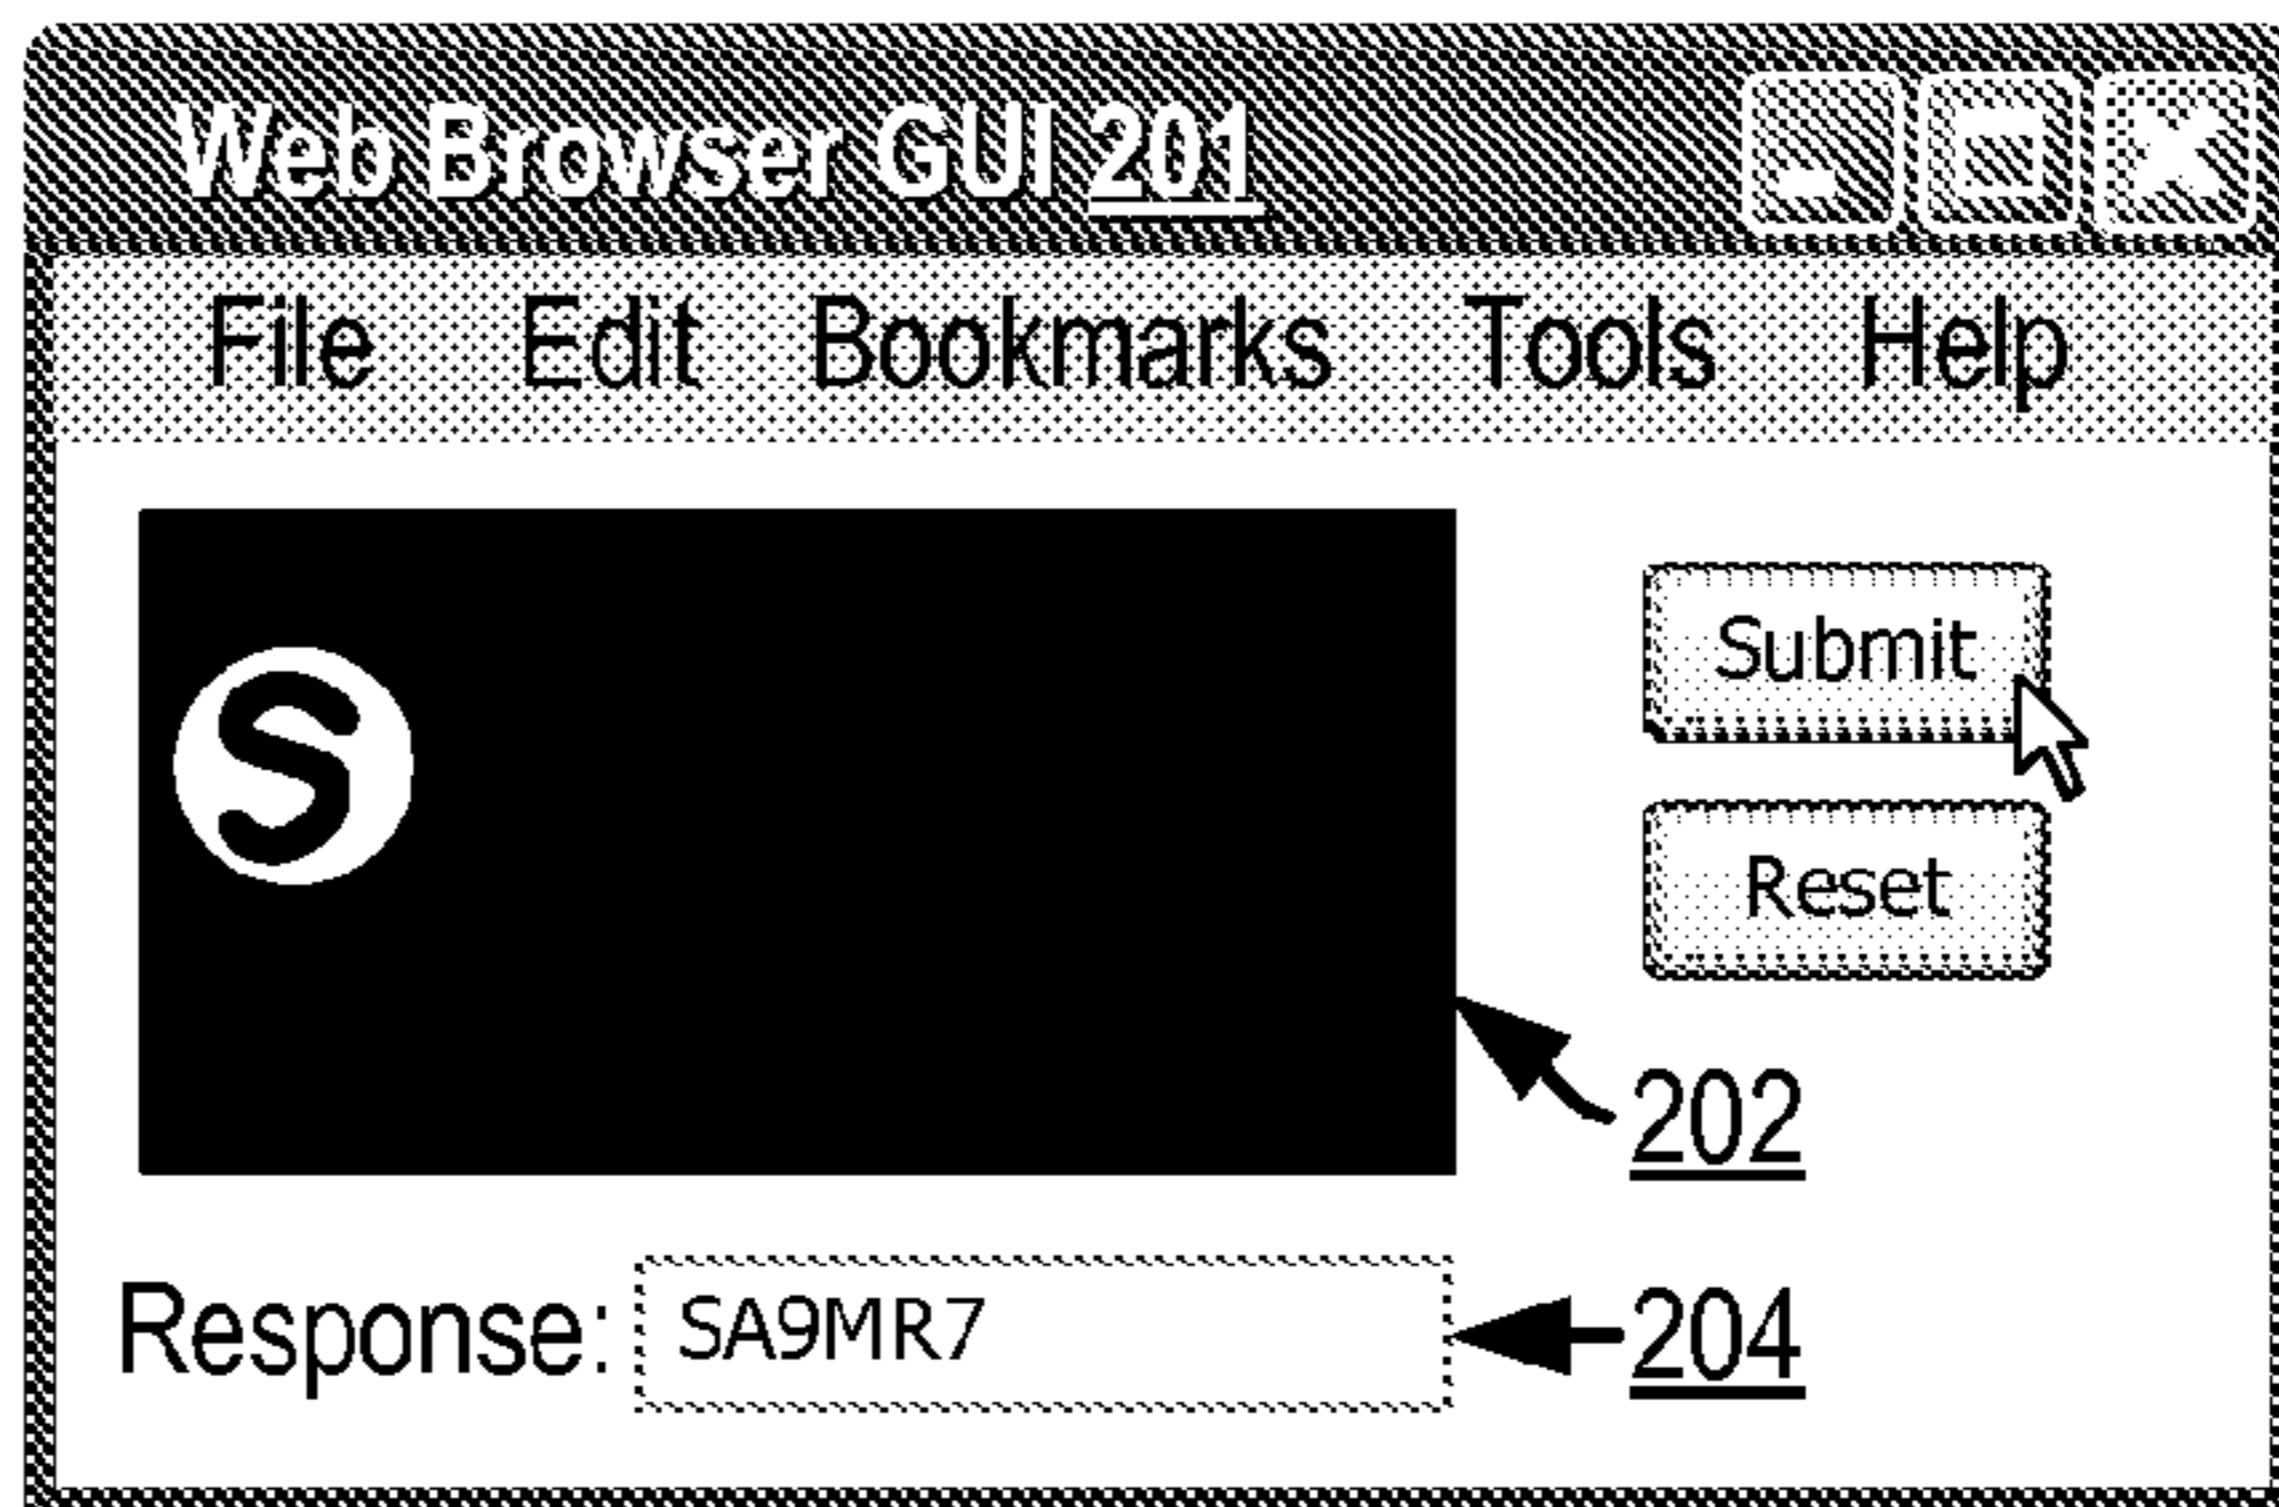 Web Browser GUI 201
File Edit Bookmarks Tools Help
S
Submit
Reset
202
Response: SA9MR7
204